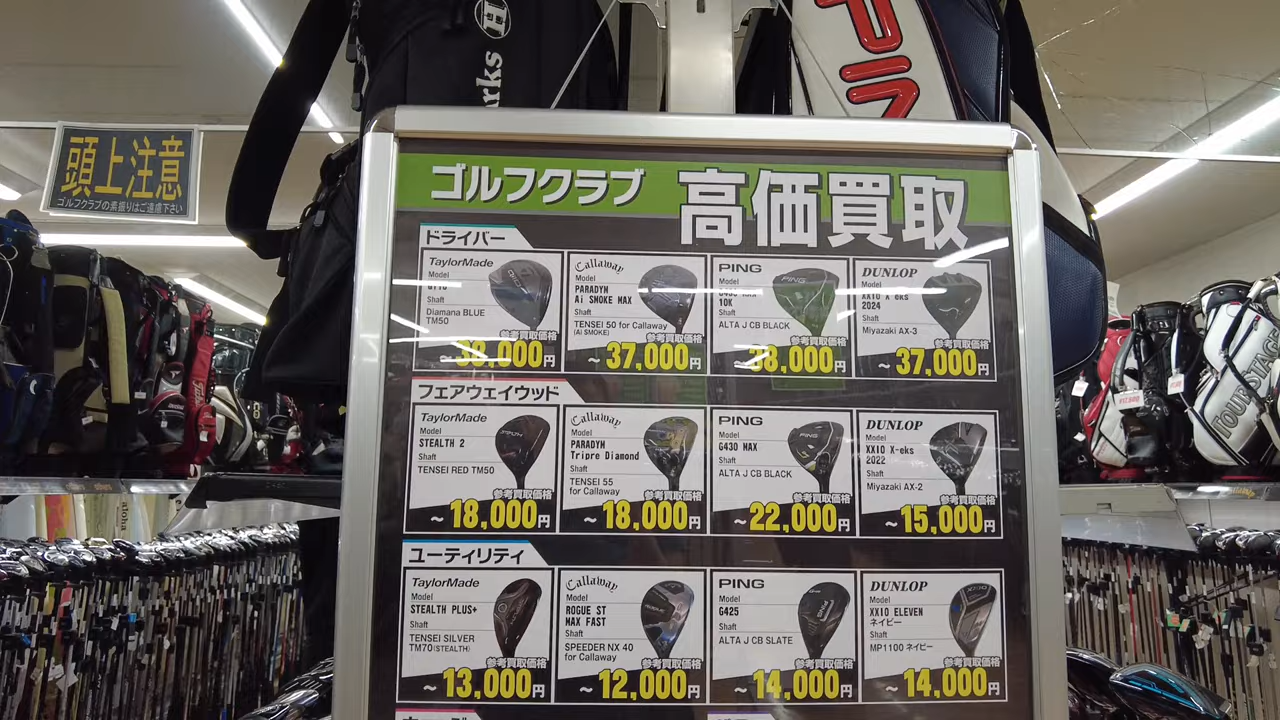 頭上注意
ゴルフクラブの素振りはご遠慮下さい
PIN
ゴルフクラブ 高価買取
ドライバー
TaylorMade
Model
Shaft
Diamana BLUE
TM50
参考買取価格
～38,000円
Callaway
Model
PARADYM
Ai SMOKE MAX
Shaft
TENSEI 50 for Callaway
(Ai SMOKE)
参考買取価格
～37,000円
PING
Model
10K
Shaft
ALTA J CB BLACK
参考買取価格
～38,000円
DUNLOP
Model
XXIO X-eks
2024
Shaft
Miyazaki AX-3
参考買取価格
～37,000円
フェアウェイウッド
TaylorMade
Model
STEALTH 2
Shaft
TENSEI RED TM50
参考買取価格
～18,000円
Callaway
Model
PARADYM
Tripre Diamond
Shaft
TENSEI 55
for Callaway
参考買取価格
～18,000円
PING
Model
G430 MAX
Shaft
ALTA J CB BLACK
参考買取価格
～22,000円
DUNLOP
Model
XXIO X-eks
2022
Shaft
Miyazaki AX-2
参考買取価格
～15,000円
ユーティリティ
TaylorMade
Model
STEALTH PLUS+
Shaft
TENSEI SILVER
TM70(STEALTH)
参考買取価格
～13,000円
Callaway
Model
ROGUE ST
MAX FAST
Shaft
SPEEDER NX 40
for Callaway
参考買取価格
～12,000円
PING
Model
G425
Shaft
ALTA J CB SLATE
参考買取価格
～14,000円
DUNLOP
Model
XXIO ELEVEN
ネイビー
Shaft
MP1100 ネイビー
参考買取価格
～14,000円
TOURSTAGE
aloha